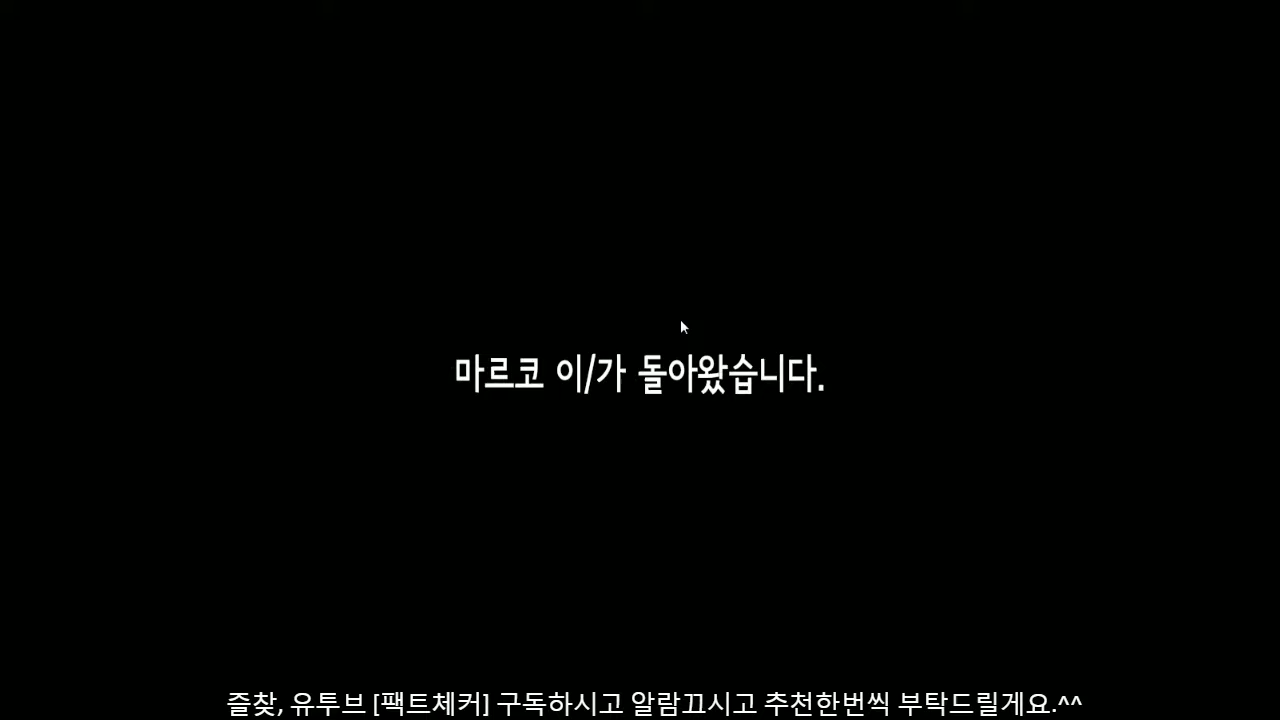 마르코 이/가 돌아왔습니다.
즐찾, 유투브 [팩트체커] 구독하시고 알람끄시고 추천한번씩 부탁드릴게요.^^